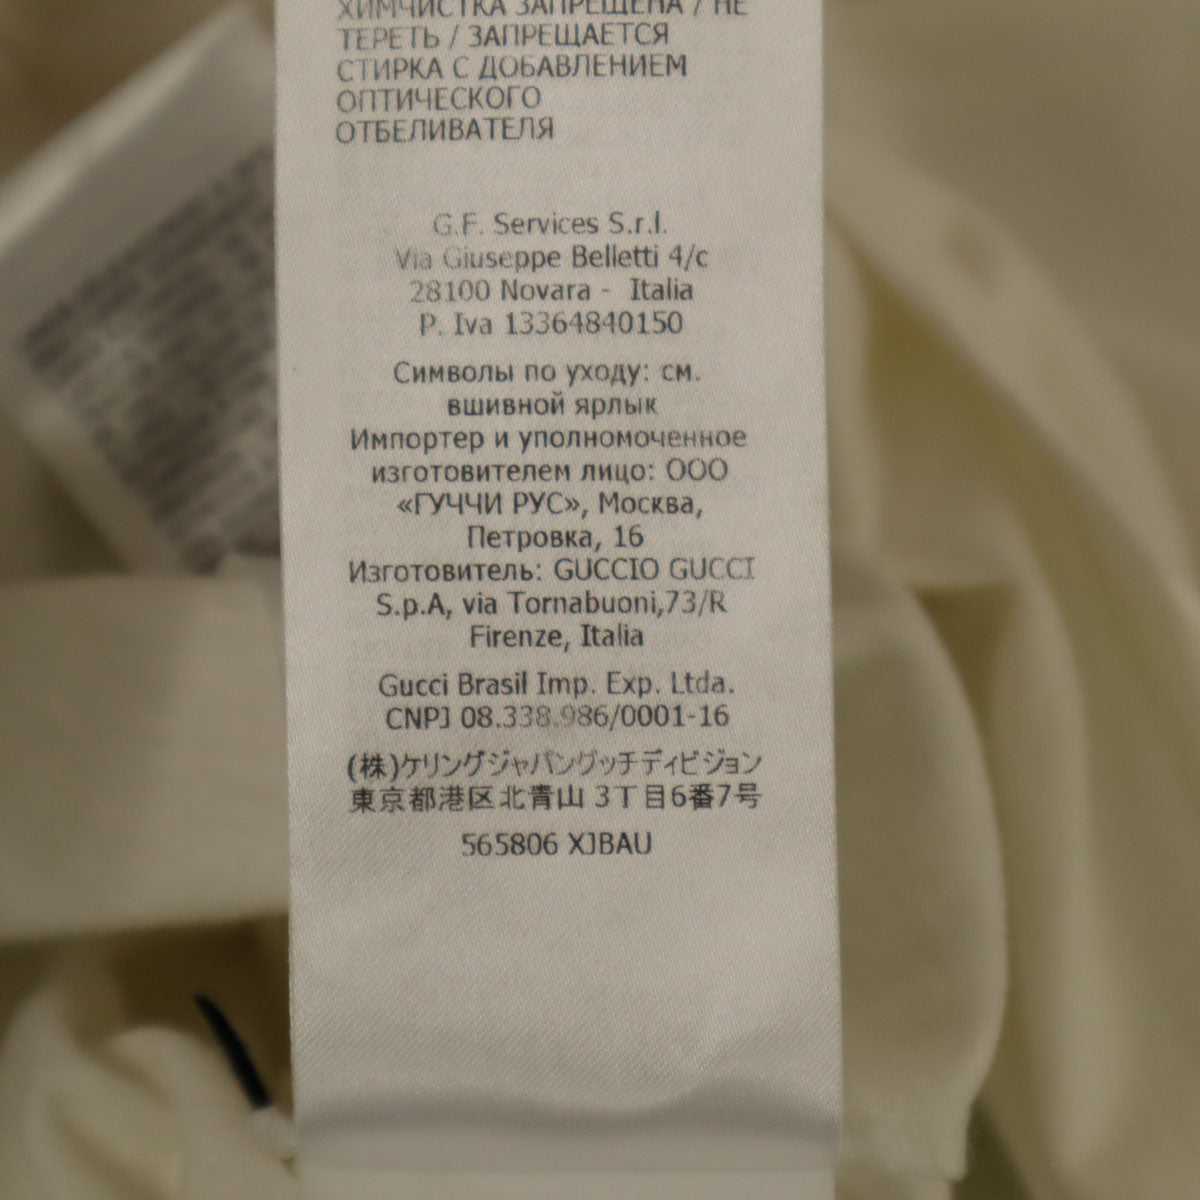 ХИМЧИСТКА ЗАПРЕЩЕНА / НЕ
ТЕРЕТЬ / ЗАПРЕЩАЕТСЯ
СТИРКА С ДОБАВЛЕНИЕМ
ОПТИЧЕСКОГО
ОТБЕЛИВАТЕЛЯ
G.F. Services S.r.l.
Via Giuseppe Belletti 4/c
28100 Novara - Italia
P. Iva 13364840150
Символы по уходу: см.
вшивной ярлык
Импортер и уполномоченное
изготовителем лицо: ООО
«ГУЧЧИ РУС», Москва,
Петровка, 16
Изготовитель: GUCCIO GUCCI
S.p.A, via Tornabuoni,73/R
Firenze, Italia
Gucci Brasil Imp. Exp. Ltda.
CNPJ 08.338.986/0001-16
(株)ケリングジャパングッチディビジョン
東京都港区北青山 3丁目6番7号
565806 XJBAU